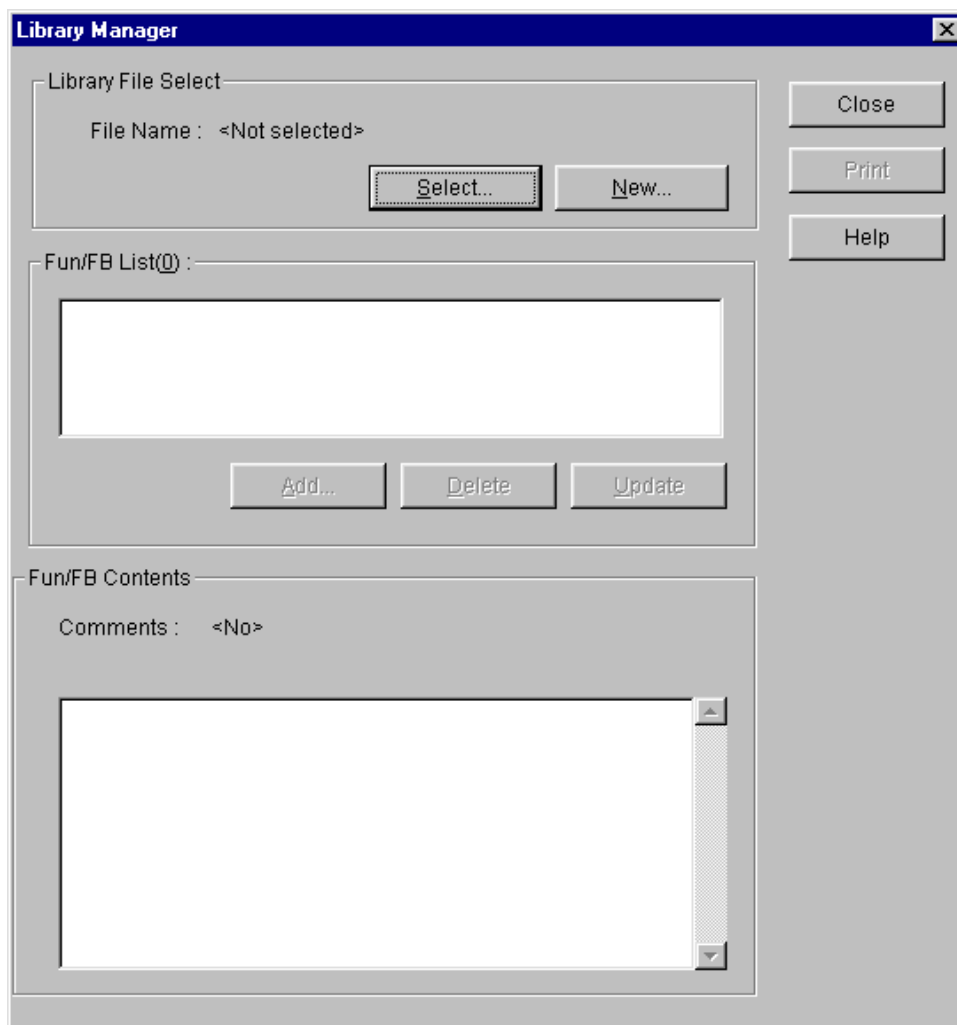 Library Manager
Library File Select
File Name : <Not selected>
Select... New...
Close
Print
Help
Fun/FB List(0) :
Add... Delete Update
Fun/FB Contents
Comments : <No>